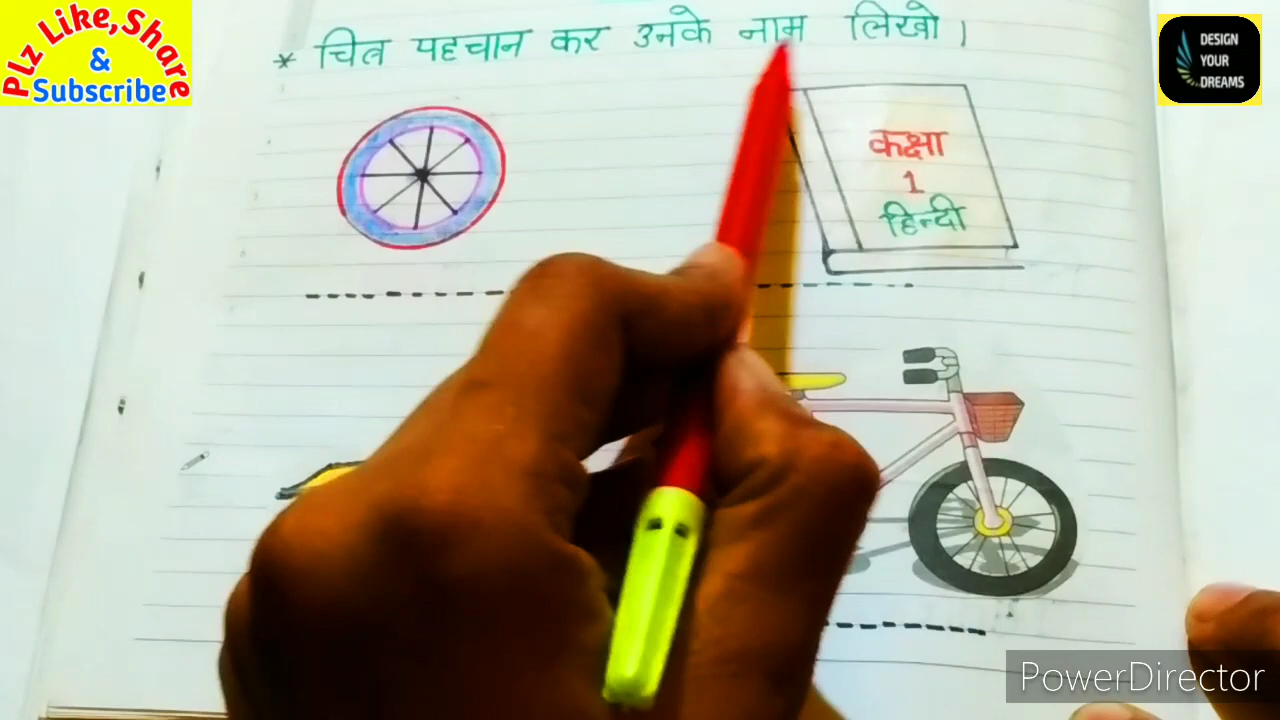 Plz Like, Share
&
Subscribe
* चित्र पहचान कर उनके नाम लिखो।
DESIGN
YOUR
DREAMS
कक्षा
1
हिन्दी
PowerDirector